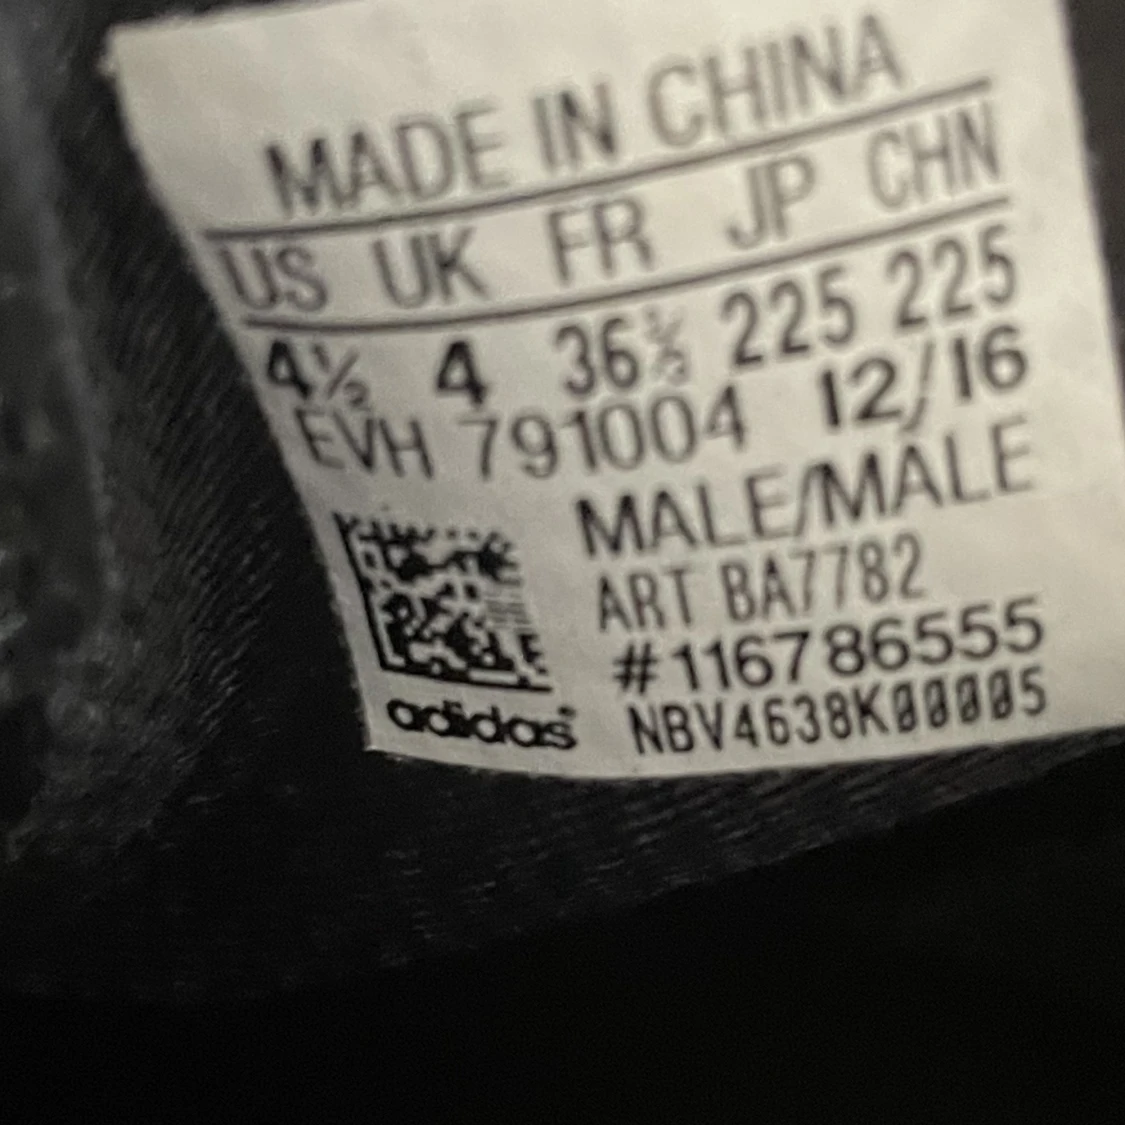 MADE IN CHINA
US UK FR JP CHN
4½ 4 36⅔ 225 225
EVH 791004 12/16
MALE/MALE
ART BA7782
#116786555
NBV4638K00005
adidas